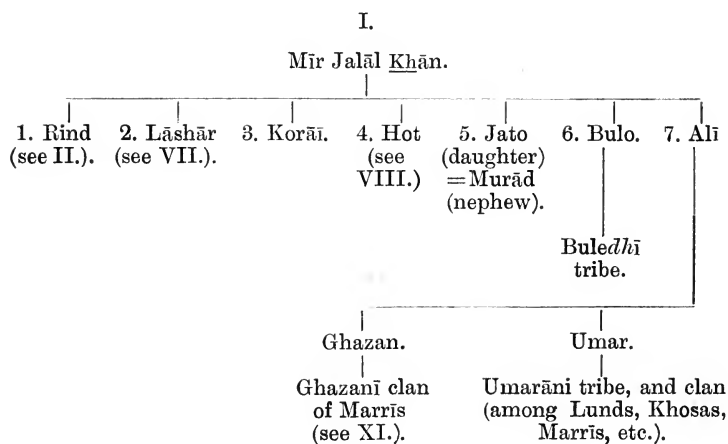 I.
Mīr Jalāl Khān.
1. Rind 2. Lāshār 3. Korāī. 4. Hot 5. Jato 6. Bulo. 7. Alī
(see II.). (see VII.). (see (daughter)
VIII.) =Murād
(nephew).
Buledhī
tribe.
Ghazan. Umar.
Ghazanī clan Umarāni tribe, and clan
of Marrīs (among Lunds, Khosas,
(see XI.). Marrīs, etc.).